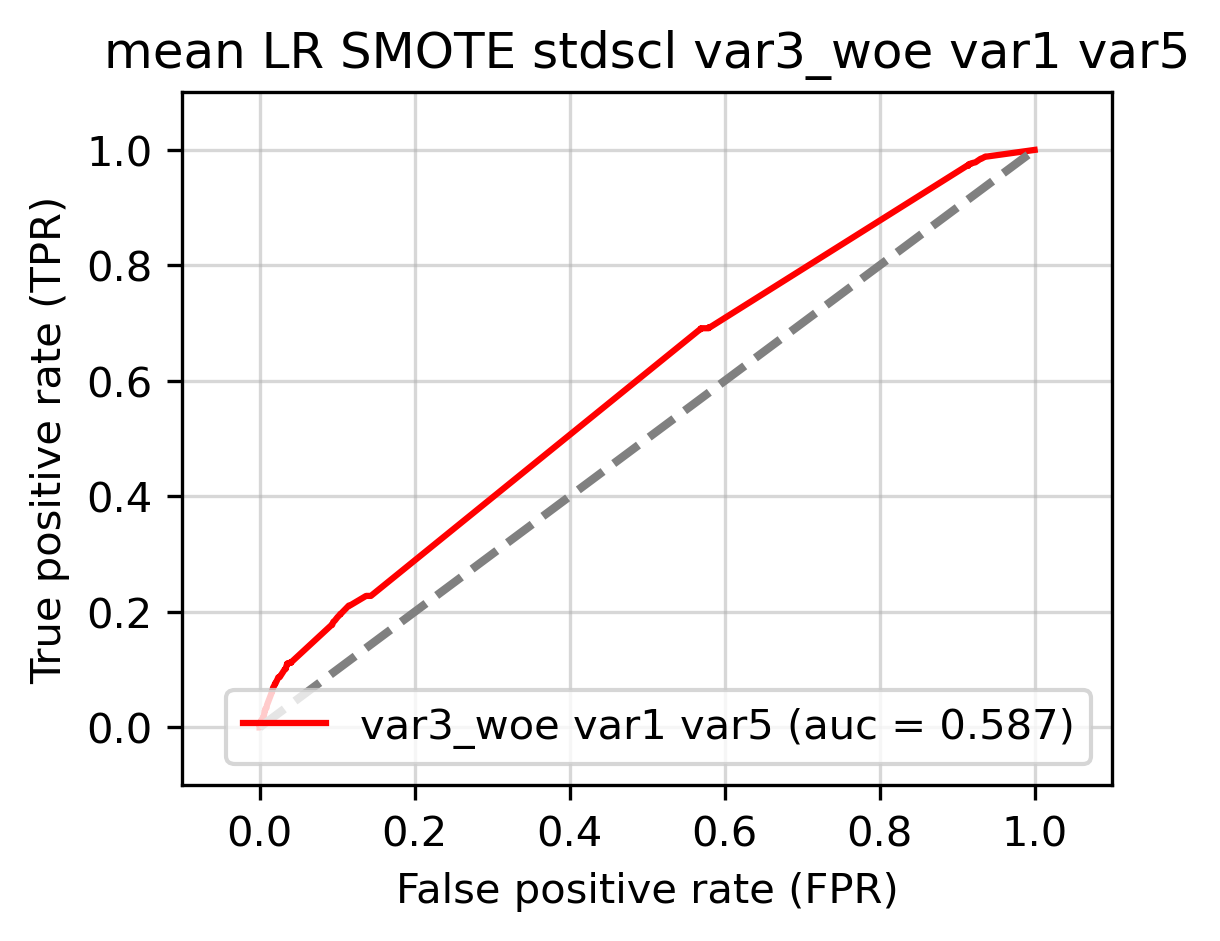 mean LR SMOTE stdscl var3_woe var1 var5
True positive rate (TPR)
1.0
0.8
0.6
0.4
0.2
0.0
var3_woe var1 var5 (auc = 0.587)
0.0 0.2 0.4 0.6 0.8 1.0
False positive rate (FPR)